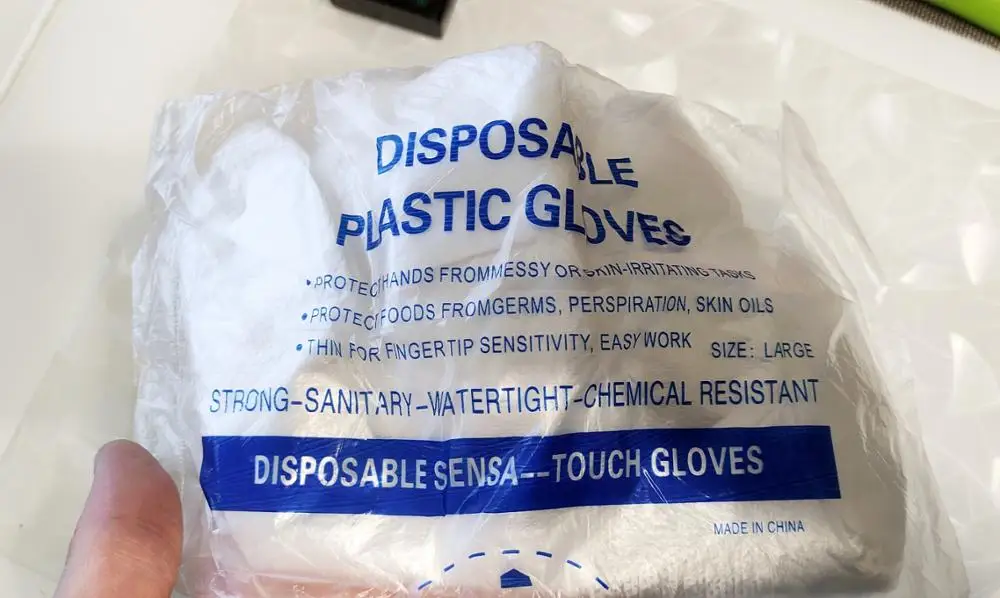 DISPOSABLE
PLASTIC GLOVES
•PROTECT HANDS FROMMESSY OR SKIN-IRRITATING TASKS
•PROTECT FOODS FROMGERMS, PERSPIRATION, SKIN OILS
•THIN FOR FINGERTIP SENSITIVITY, EASY WORK SIZE: LARGE
STRONG-SANITARY-WATERTIGHT-CHEMICAL RESISTANT
DISPOSABLE SENSA--TOUCH GLOVES
MADE IN CHINA